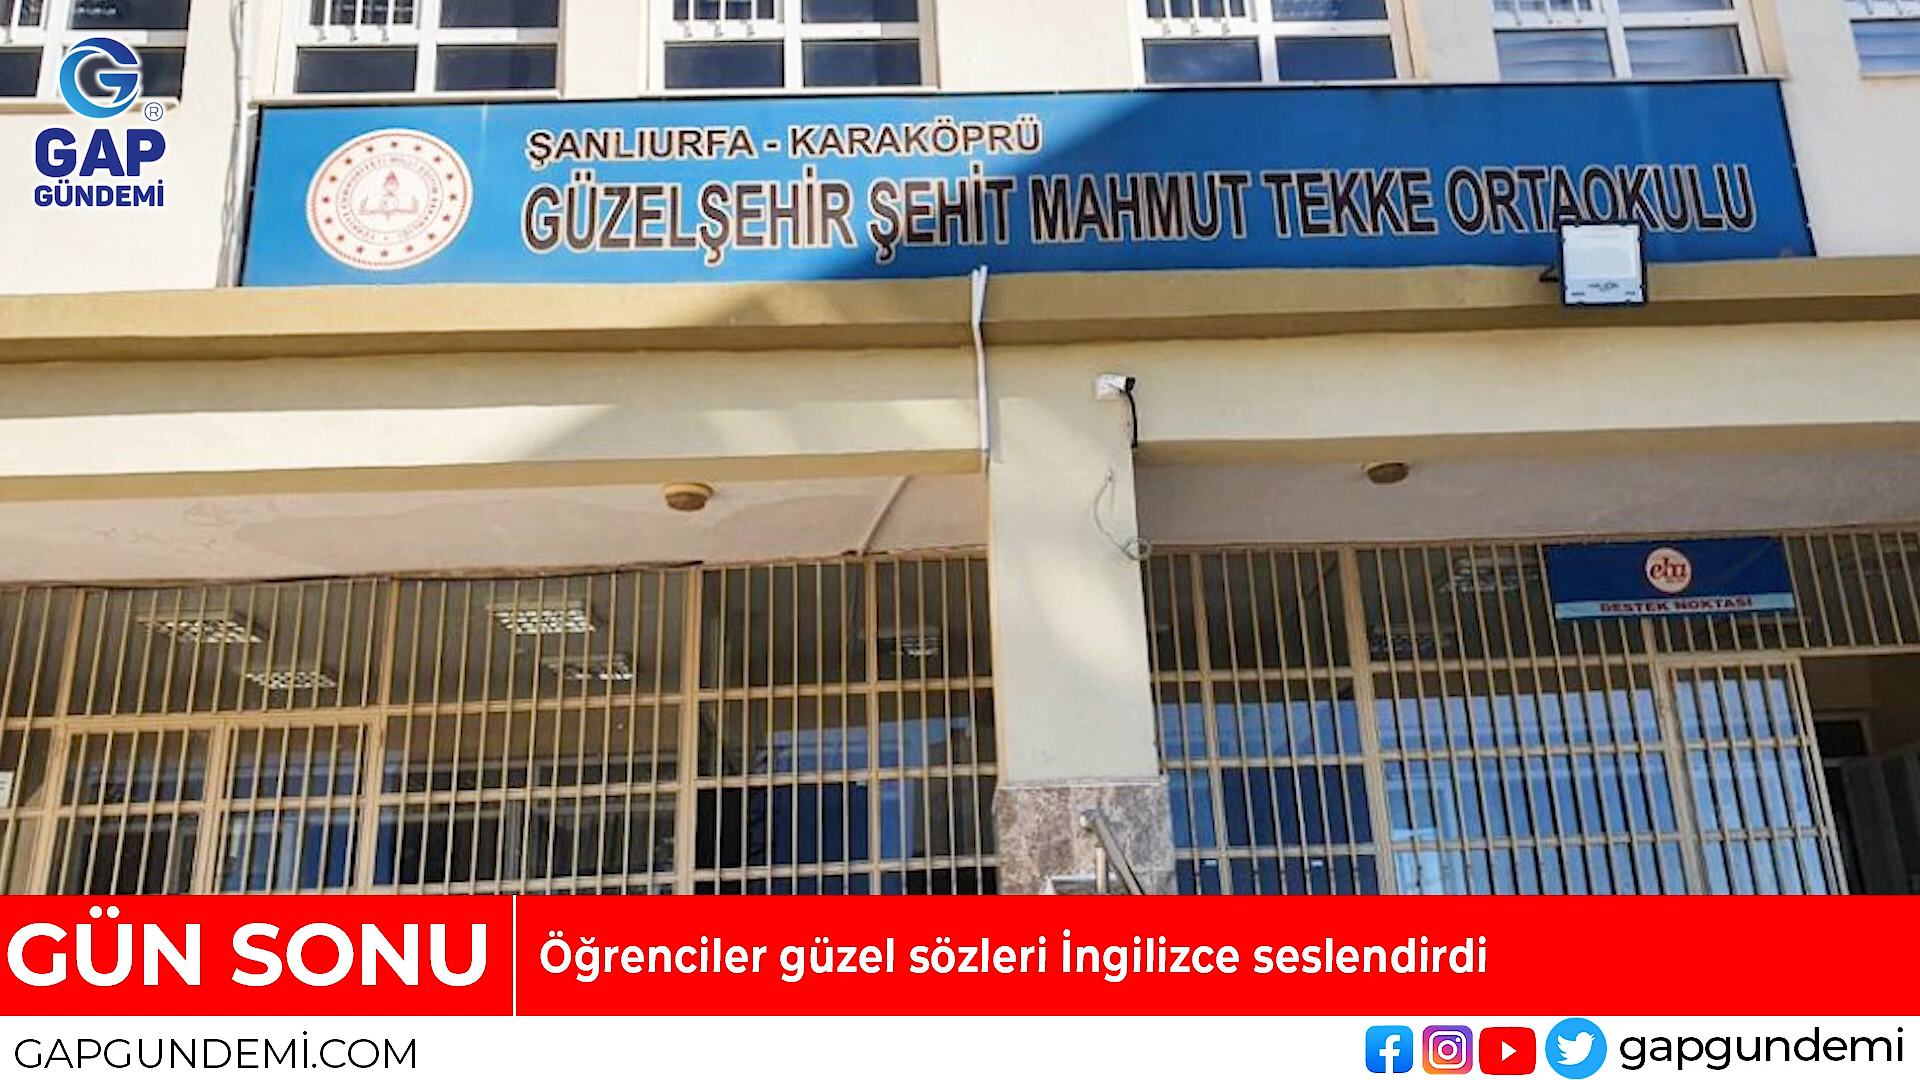 GAP
GÜNDEMİ
ŞANLIURFA - KARAKÖPRÜ
GÜZELŞEHİR ŞEHİT MAHMUT TEKKE ORTAOKULU
eba
DESTEK NOKTASI
GÜN SONU
Öğrenciler güzel sözleri İngilizce seslendirdi
GAPGUNDEMİ.COM
gapgundemi